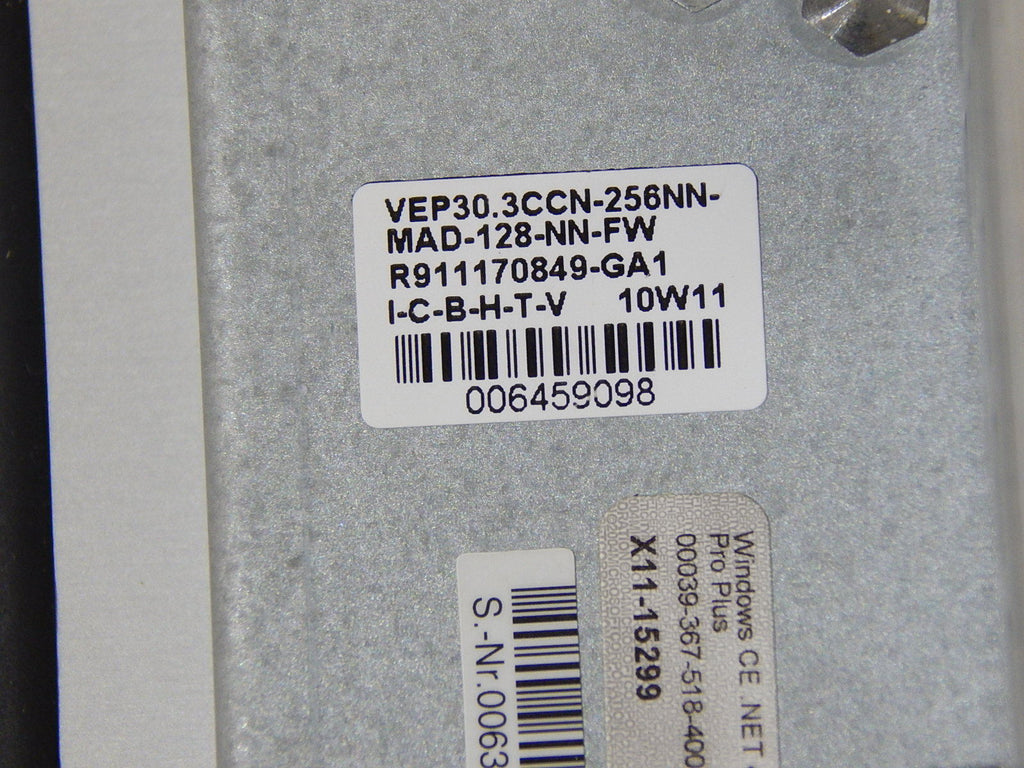 VEP30.3CCN-256NN-
MAD-128-NN-FW
R911170849-GA1
I-C-B-H-T-V 10W11
006459098
S.-Nr.0063
Windows CE .NET
Pro Plus
00039-367-518-400
X11-15299